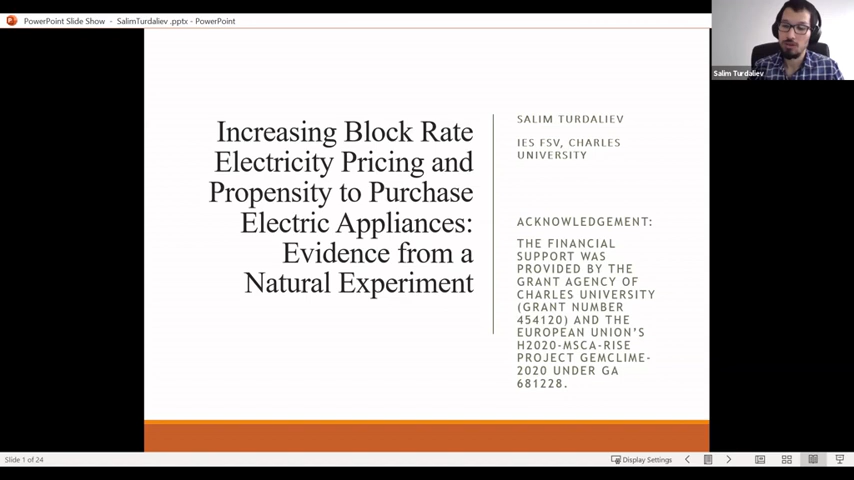 PowerPoint Slide Show - SalimTurdaliev .pptx - PowerPoint
Salim Turdaliev
Increasing Block Rate
Electricity Pricing and
Propensity to Purchase
Electric Appliances:
Evidence from a
Natural Experiment
SALIM TURDALIEV
IES FSV, CHARLES
UNIVERSITY
ACKNOWLEDGEMENT:
THE FINANCIAL
SUPPORT WAS
PROVIDED BY THE
GRANT AGENCY OF
CHARLES UNIVERSITY
(GRANT NUMBER
454120) AND THE
EUROPEAN UNION'S
H2020-MSCA-RISE
PROJECT GEMCLIME-
2020 UNDER GA
681228.
Slide 1 of 24
Display Settings